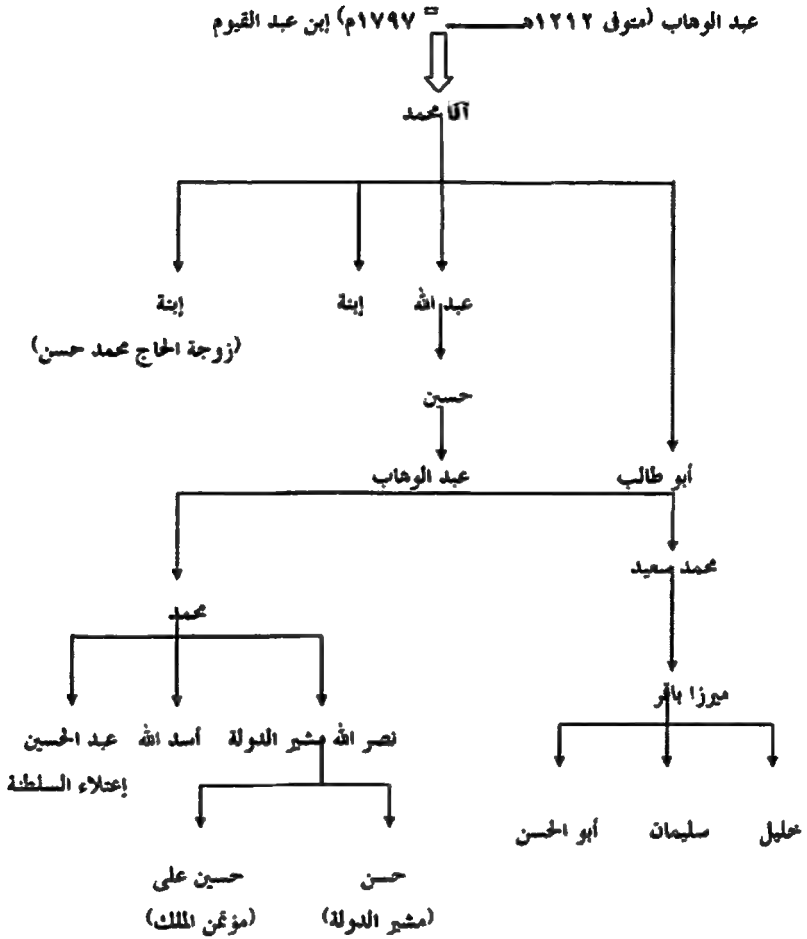 عبد الوهاب (متوفى ١٢١٢هـ = ١٧٩٧م) إبن عبد القيوم
آقا محمد
عبد الله إبنة إبنة
(زوجة الحاج محمد حسن)
حسين
أبو طالب عبد الوهاب
محمد سعيد
محمد
ميرزا باقر
نصر الله مشير الدولة أسد الله عبد الحسين
إعتلاء السلطنة
خليل سليمات أبو الحسن
حسن حسين على
(مشير الدولة) (مؤتمن الملك)